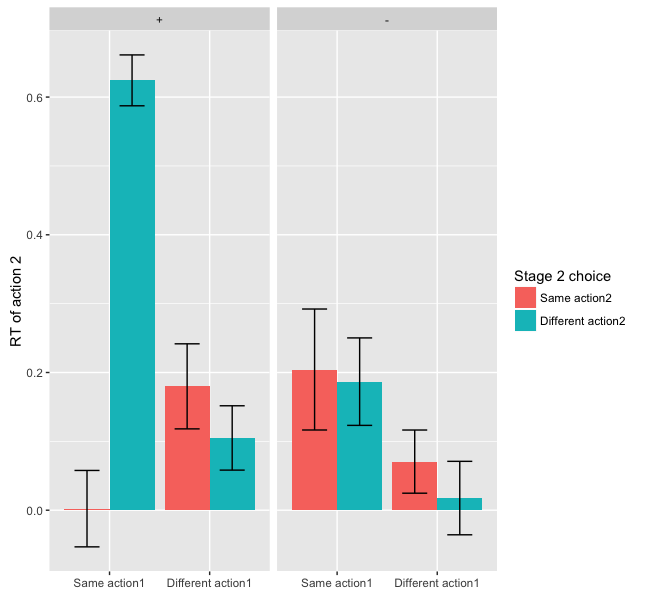 +
-
RT of action 2
0.6
0.4
0.2
0.0
Same action1
Different action1
Same action1
Different action1
Stage 2 choice
Same action2
Different action2